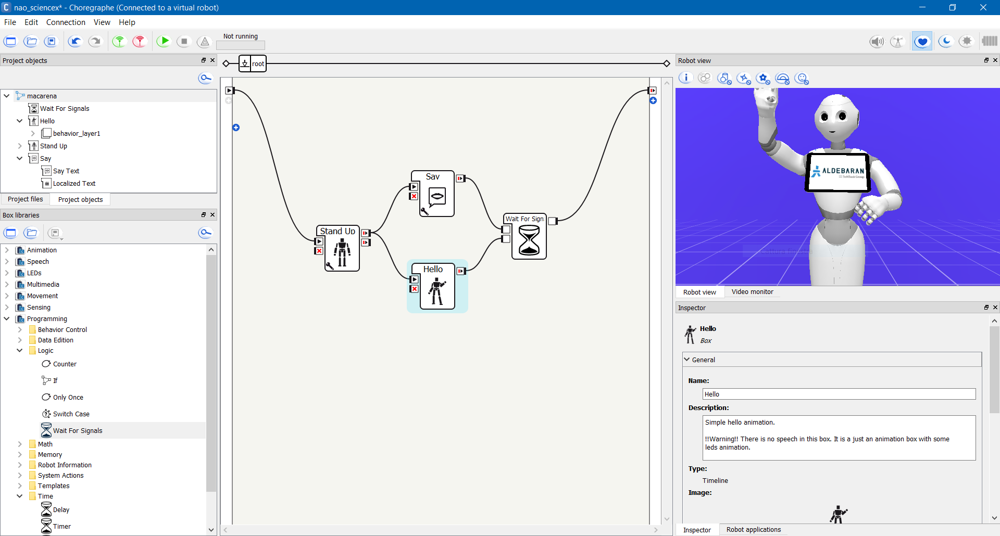 nao_sciencex* - Choregraphe (Connected to a virtual robot)
File Edit Connection View Help
Not running
Project objects
macarena
Wait For Signals
Hello
behavior_layer1
Stand Up
Say
Say Text
Localized Text
Project files Project objects
Box libraries
Animation
Speech
LEDs
Multimedia
Movement
Sensing
Programming
Behavior Control
Data Edition
Logic
Counter
If
Only Once
Switch Case
Wait For Signals
Math
Memory
Robot Information
System Actions
Templates
Time
Delay
Timer
root
Say
Stand Up
Wait For Sign
Hello
Robot view
ALDEBARAN
SoftBank Group
Robot view Video monitor
Inspector
Hello
Box
General
Name:
Hello
Description:
Simple hello animation.
!!Warning!! There is no speech in this box. It is a just an animation box with some
leds animation.
Type:
Timeline
Image:
Inspector Robot applications